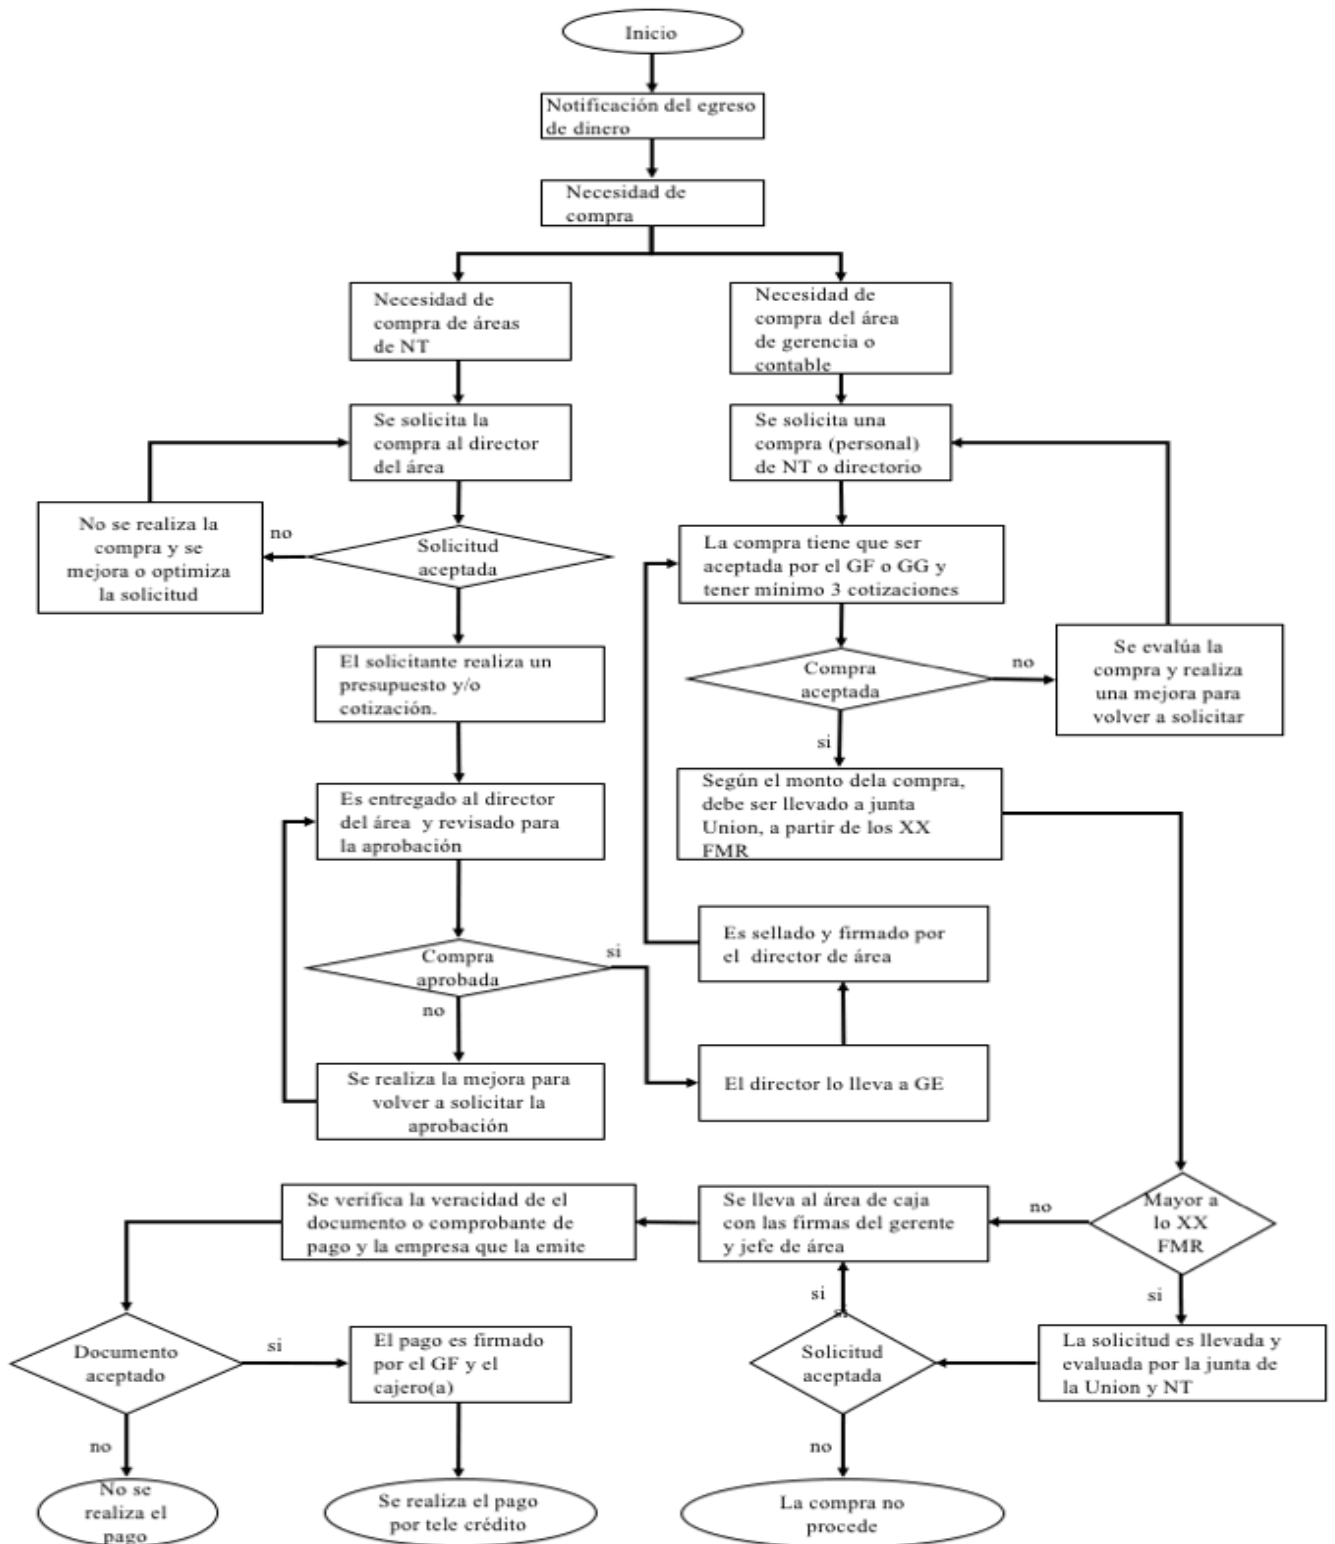 Inicio
Notificación del egreso
de dinero
Necesidad de
compra
Necesidad de
compra de áreas
de NT
Necesidad de
compra del área
de gerencia o
contable
Se solicita la
compra al director
del área
Se solicita una
compra (personal)
de NT o directorio
No se realiza la
compra y se
mejora o optimiza
la solicitud
no
Solicitud
aceptada
La compra tiene que ser
aceptada por el GF o GG y
tener mínimo 3 cotizaciones
El solicitante realiza un
presupuesto y/o
cotización.
Compra
aceptada
no
Se evalúa la
compra y realiza
una mejora para
volver a solicitar
si
Según el monto dela compra,
debe ser llevado a junta
Union, a partir de los XX
FMR
Es entregado al director
del área y revisado para
la aprobación
Es sellado y firmado por
el director de área
Compra
aprobada
si
no
El director lo lleva a GE
Se realiza la mejora para
volver a solicitar la
aprobación
Se verifica la veracidad de el
documento o comprobante de
pago y la empresa que la emite
Se lleva al área de caja
con las firmas del gerente
y jefe de área
no
Mayor a
lo XX
FMR
si
si
si
Documento
aceptado
si
El pago es firmado
por el GF y el
cajero(a)
Solicitud
aceptada
La solicitud es llevada y
evaluada por la junta de
la Union y NT
no
no
No se
realiza el
pago
Se realiza el pago
por tele crédito
La compra no
procede